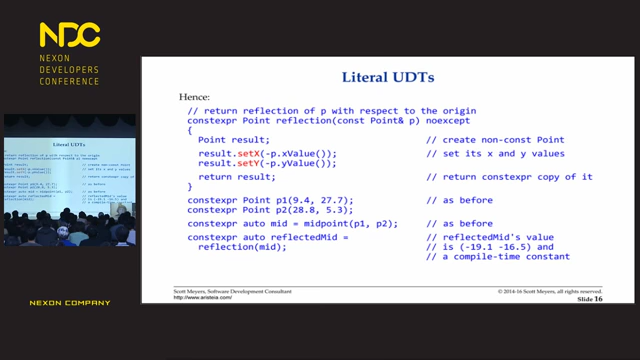 NDC
NEXON
DEVELOPERS
CONFERENCE
Literal UDTs
Hence:
// return reflection of p with respect to the origin
constexpr Point reflection(const Point& p) noexcept
{
Point result; // create non-const Point
result.setX(-p.xValue()); // set its x and y values
result.setY(-p.yValue());
return result; // return constexpr copy of it
}
constexpr Point p1(9.4, 27.7); // as before
constexpr Point p2(28.8, 5.3);
constexpr auto mid = midpoint(p1, p2); // as before
constexpr auto reflectedMid = // reflectedMid's value
reflection(mid); // is (-19.1 -16.5) and
// a compile-time constant
Scott Meyers, Software Development Consultant
http://www.aristeia.com/
© 2014-16 Scott Meyers, all rights reserved.
Slide 16
Literal UDTs
NEXON COMPANY